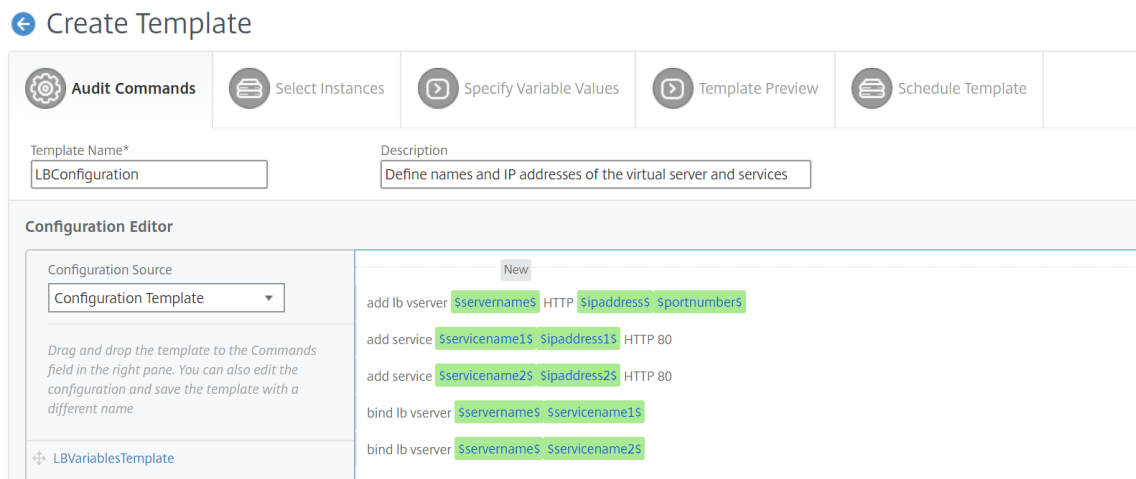 Create Template
Audit Commands Select Instances Specify Variable Values Template Preview Schedule Template
Template Name* Description
LBConfiguration Define names and IP addresses of the virtual server and services
Configuration Editor
Configuration Source
Configuration Template
Drag and drop the template to the Commands
field in the right pane. You can also edit the
configuration and save the template with a
different name
LBVariablesTemplate
New
add lb vserver $servername$ HTTP $ipaddress$ $portnumber$
add service $servicename1$ $ipaddress1$ HTTP 80
add service $servicename2$ $ipaddress2$ HTTP 80
bind lb vserver $servername$ $servicename1$
bind lb vserver $servername$ $servicename2$